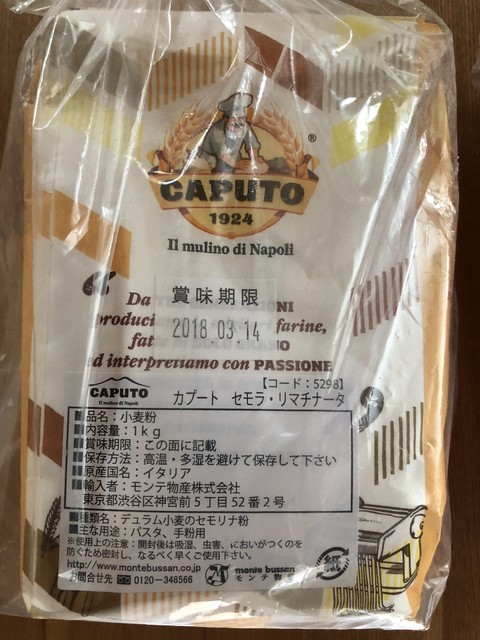 ®
CAPUTO
1924
Il mulino di Napoli
Da
賞味期限
ONI
produci
2018.03.14
farine,
fat
NO
ed interpretiamo con PASSIONE
CAPUTO
Il mulino di Napoli
【コード：5298】
カプート セモラ・リマチナータ
■品名：小麦粉
■内容量：1kg
■賞味期限：この面に記載
■保存方法：高温・多湿を避けて保存して下さい
■原産国名：イタリア
■輸入者：モンテ物産株式会社
東京都渋谷区神宮前5丁目52番2号
■種類名：デュラム小麦のセモリナ粉
■主な用途：パスタ、手粉用
※使用上の注意：開封後は吸湿、虫害、においがつくのを
防ぐため密封し、なるべく早くご使用下さい。
http://www.montebussan.co.jp
お問合せ先 0120-348566
monte bussan
モンテ物産
紙